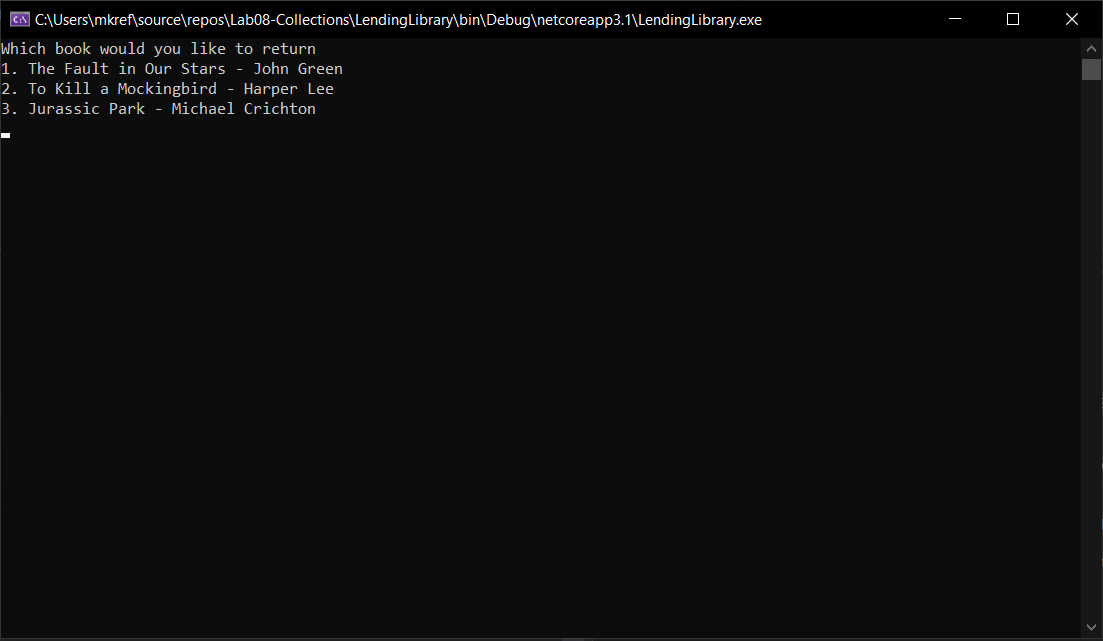 C:\Users\mkref\source\repos\Lab08-Collections\LendingLibrary\bin\Debug\netcoreapp3.1\LendingLibrary.exe
Which book would you like to return
1. The Fault in Our Stars - John Green
2. To Kill a Mockingbird - Harper Lee
3. Jurassic Park - Michael Crichton